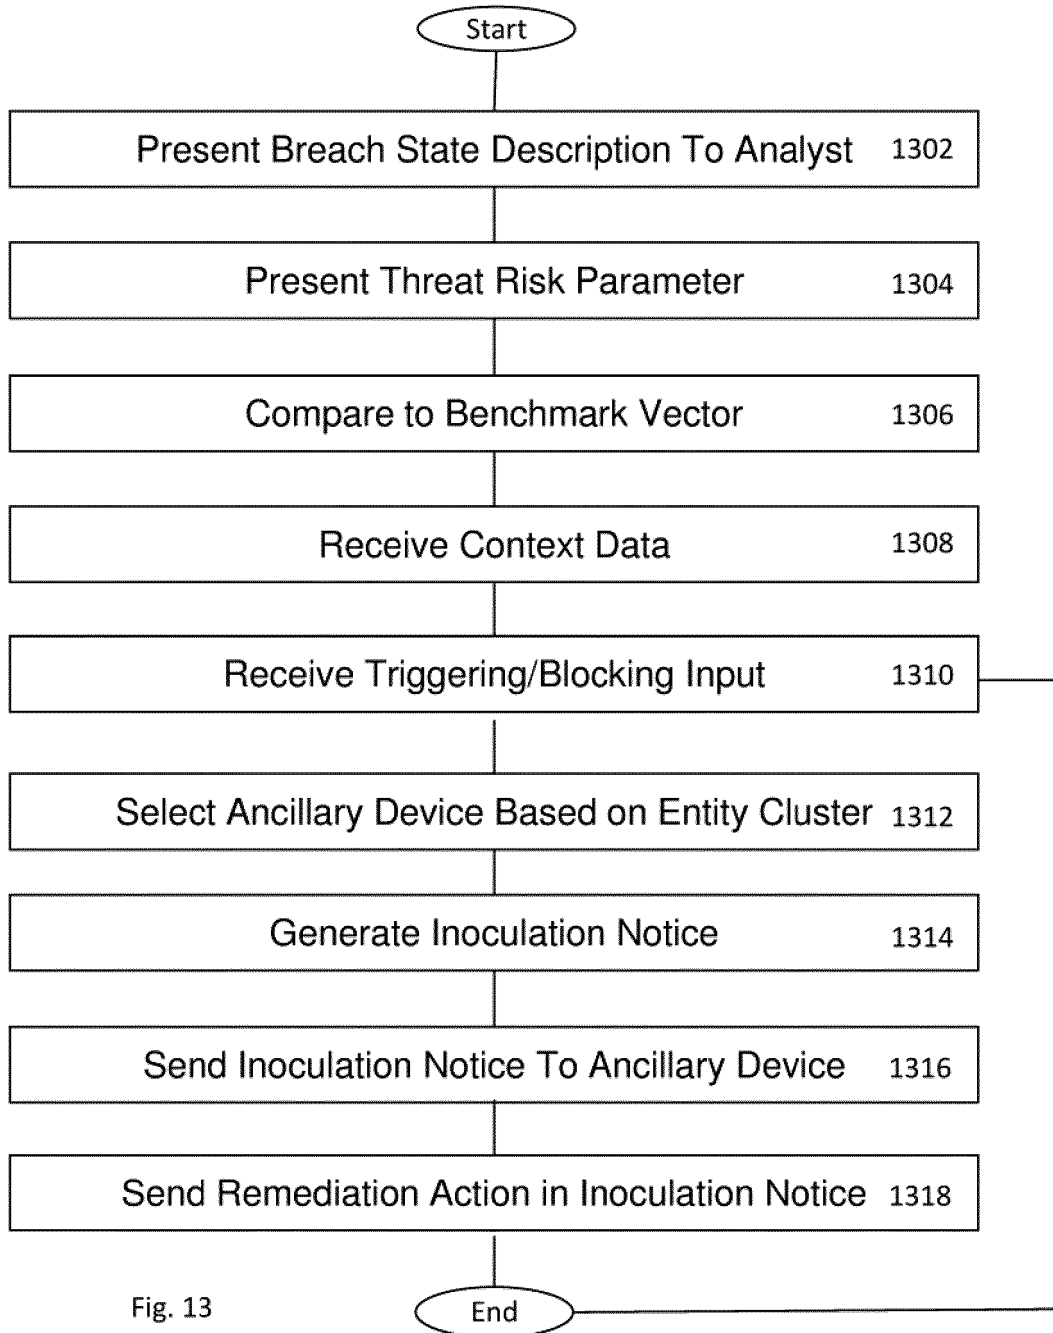 Start
Present Breach State Description To Analyst 1302
Present Threat Risk Parameter 1304
Compare to Benchmark Vector 1306
Receive Context Data 1308
Receive Triggering/Blocking Input 1310
Select Ancillary Device Based on Entity Cluster 1312
Generate Inoculation Notice 1314
Send Inoculation Notice To Ancillary Device 1316
Send Remediation Action in Inoculation Notice 1318
Fig. 13
End